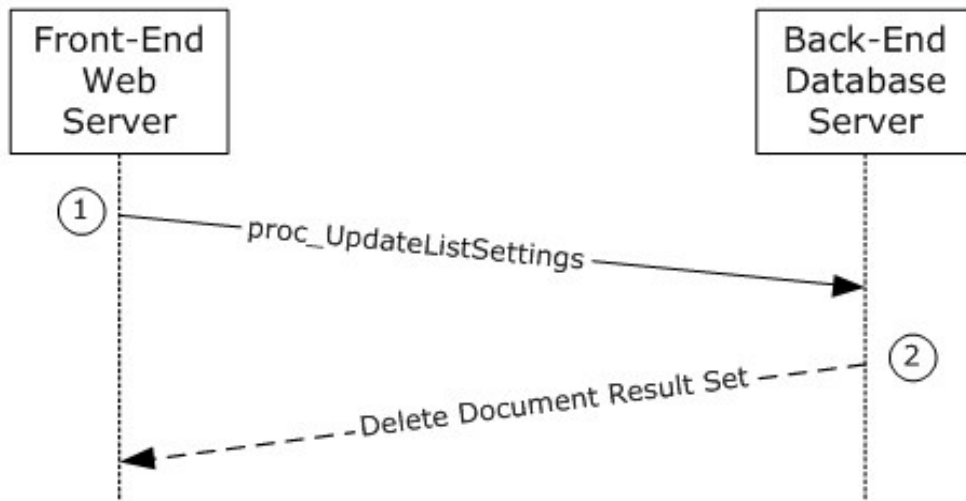 Front-End
Web
Server
Back-End
Database
Server
1
proc_UpdateListSettings
2
Delete Document Result Set